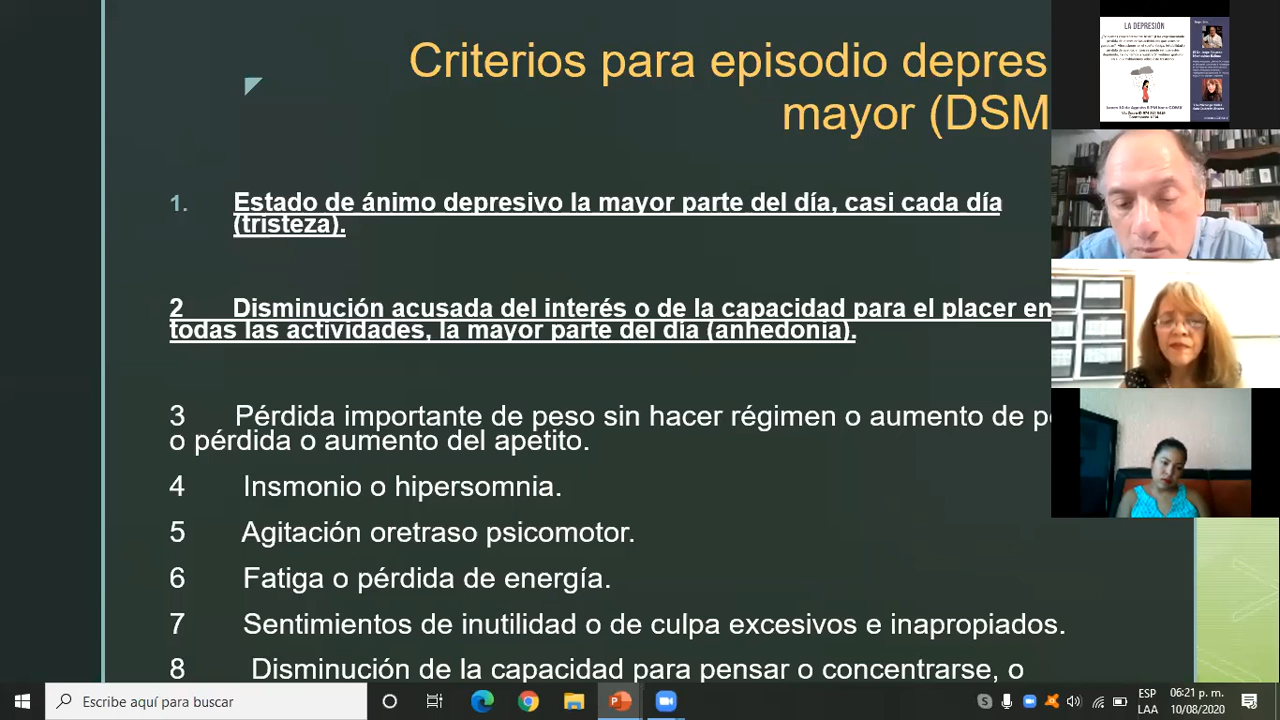 Criterios para episodio depres
mayor (DSM
1. Estado de ánimo depresivo la mayor parte del día, casi cada día
(tristeza).
2 Disminución acusada del interés o de la capacidad para el placer en
todas las actividades, la mayor parte del día (anhedonia).
3 Pérdida importante de peso sin hacer régimen o aumento de pe
o pérdida o aumento del apetito.
4 Insmonio o hipersomnia.
5 Agitación oretraso psicomotor.
6 Fatiga o pérdida de energía.
7 Sentimientos de inutilidad o de culpa excesivos e inapropiados.
8 Disminución de la capacidad para pensar o concentrarse, o
LA DEPRESIÓN
Escribe aquí para buscar
ESP
LAA
06:21 p. m.
10/08/2020